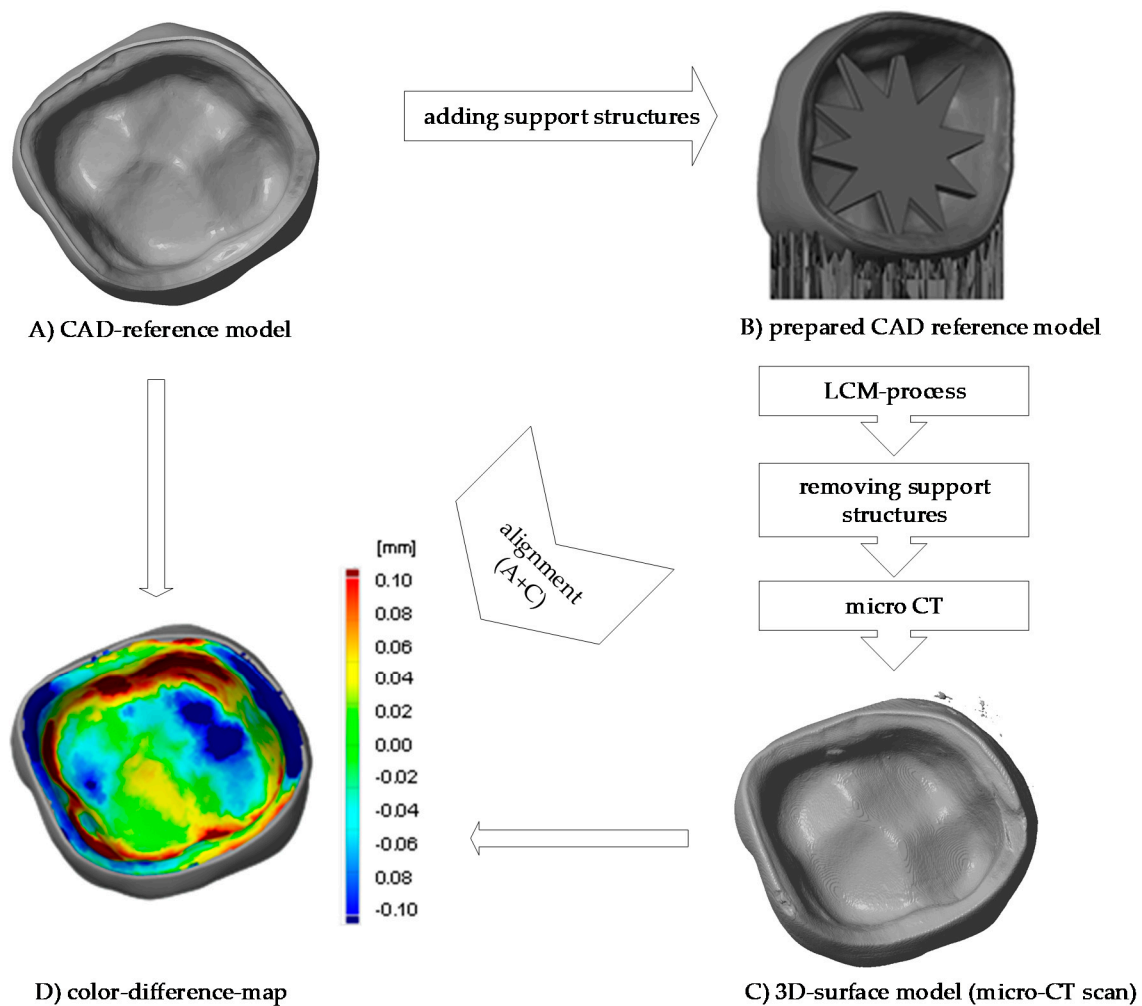 adding support structures
A) CAD-reference model
B) prepared CAD reference model
LCM-process
removing support
structures
micro CT
alignment
(A+C)
[mm]
0.10
0.08
0.06
0.04
0.02
0.00
-0.02
-0.04
-0.06
0.08
-0.10
D) color-difference-map
C) 3D-surface model (micro-CT scan)